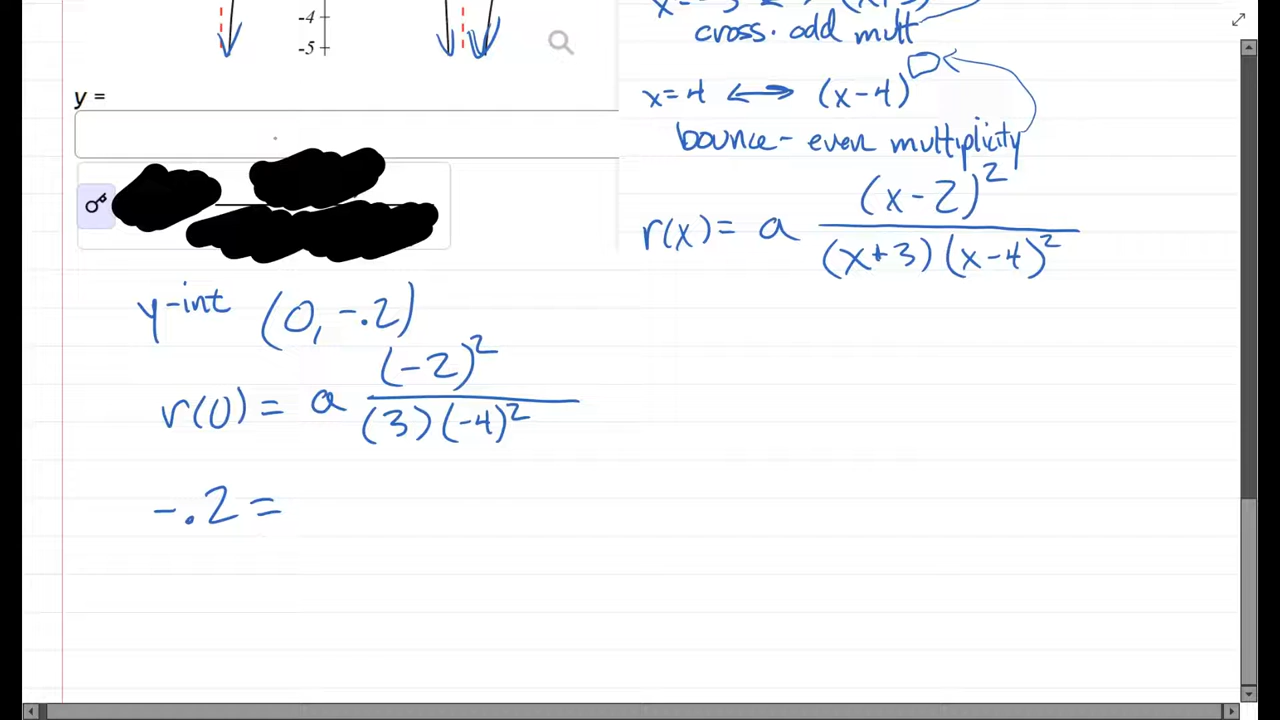 -4
-5
y =
y-int (0, -.2)
r(0) = a (-2)² / (3)(-4)²
-.2 =
cross. odd mult
x=4 ⟷ (x-4)^□
bounce - even multiplicity
r(x) = a (x-2)² / (x+3)(x-4)²